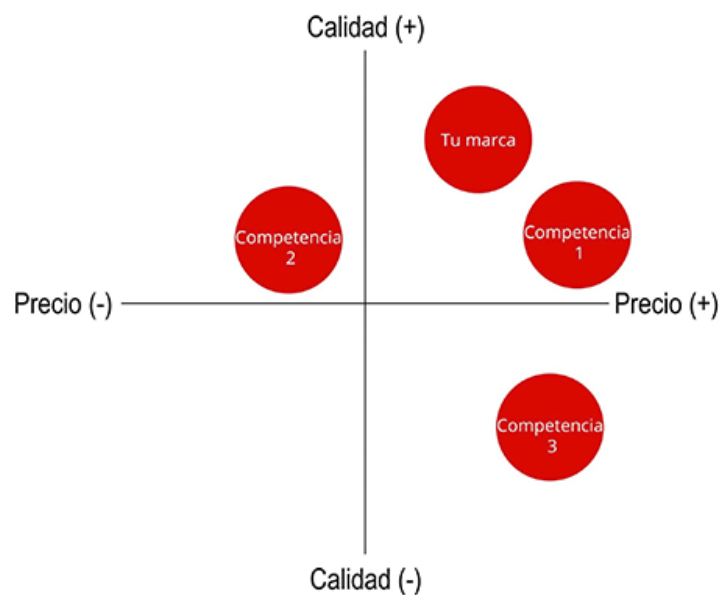 Calidad (+)
Tu marca
Competencia
2
Competencia
1
Precio (-)
Precio (+)
Competencia
3
Calidad (-)